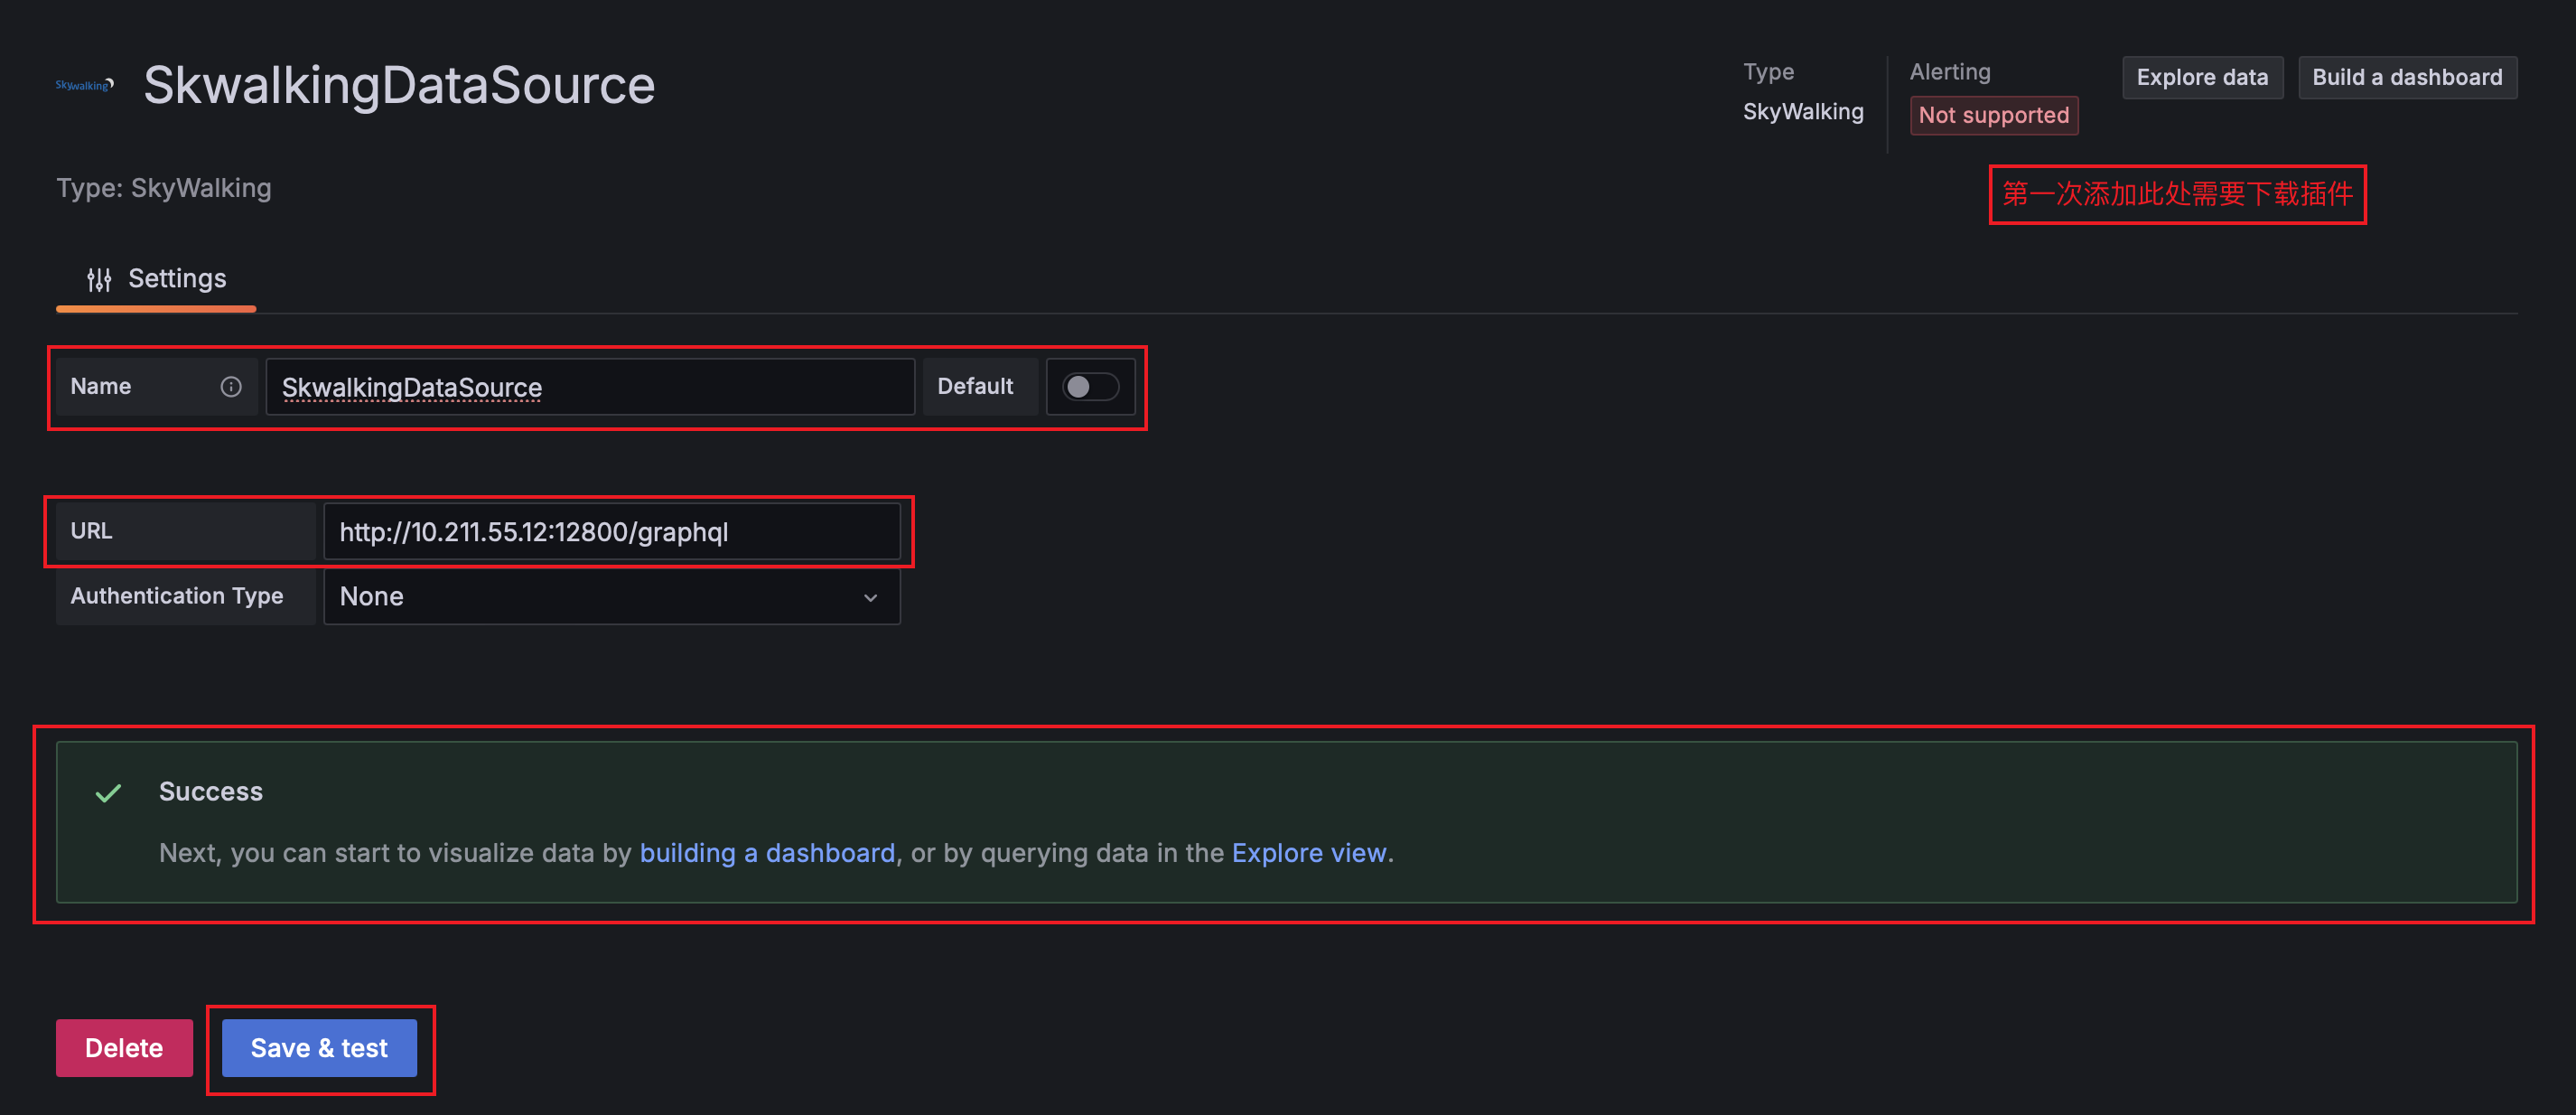 Skywalking
SkwalkingDataSource
Type
SkyWalking
Alerting
Not supported
Explore data
Build a dashboard
Type: SkyWalking
第一次添加此处需要下载插件
Settings
Name
SkwalkingDataSource
Default
URL
http://10.211.55.12:12800/graphql
Authentication Type
None
Success
Next, you can start to visualize data by building a dashboard, or by querying data in the Explore view.
Delete
Save & test